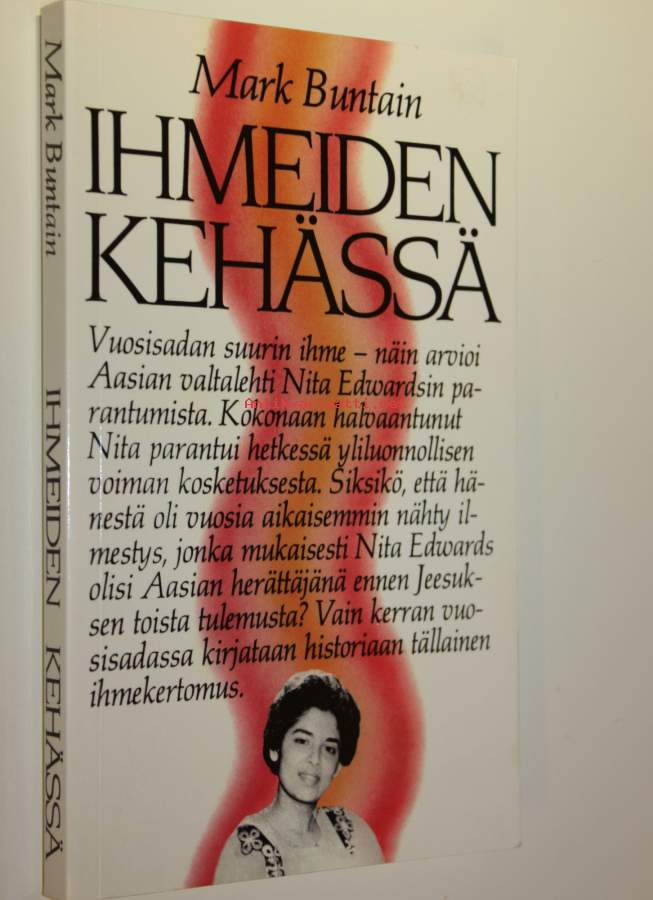 Mark Buntain
IHMEIDEN
KEHÄSSÄ
Vuosisadan suurin ihme – näin arvioi
Aasian valtalehti Nita Edwardsin pa-
rantumista. Kokonaan halvaantunut
Nita parantui hetkessä yliluonnollisen
voiman kosketuksesta. Siksikö, että hä-
nestä oli vuosia aikaisemmin nähty il-
mestys, jonka mukaisesti Nita Edwards
olisi Aasian herättäjänä ennen Jeesuk-
sen toista tulemusta? Vain kerran vuo-
sisadassa kirjataan historiaan tällainen
ihmekertomus.
Mark Buntain IHMEIDEN KEHÄSSÄ